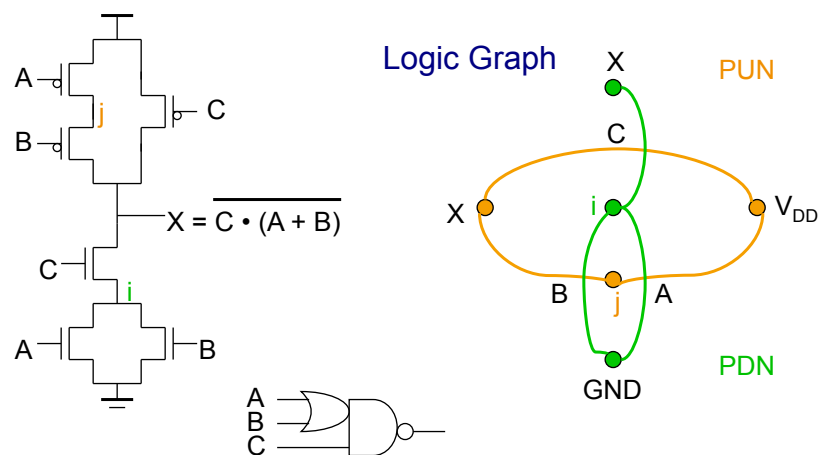 A
j
B
C
X = C • (A + B)
C
i
A
B
A
B
C
Logic Graph
PUN
X
C
X
i
V_DD
B
j
A
GND
PDN